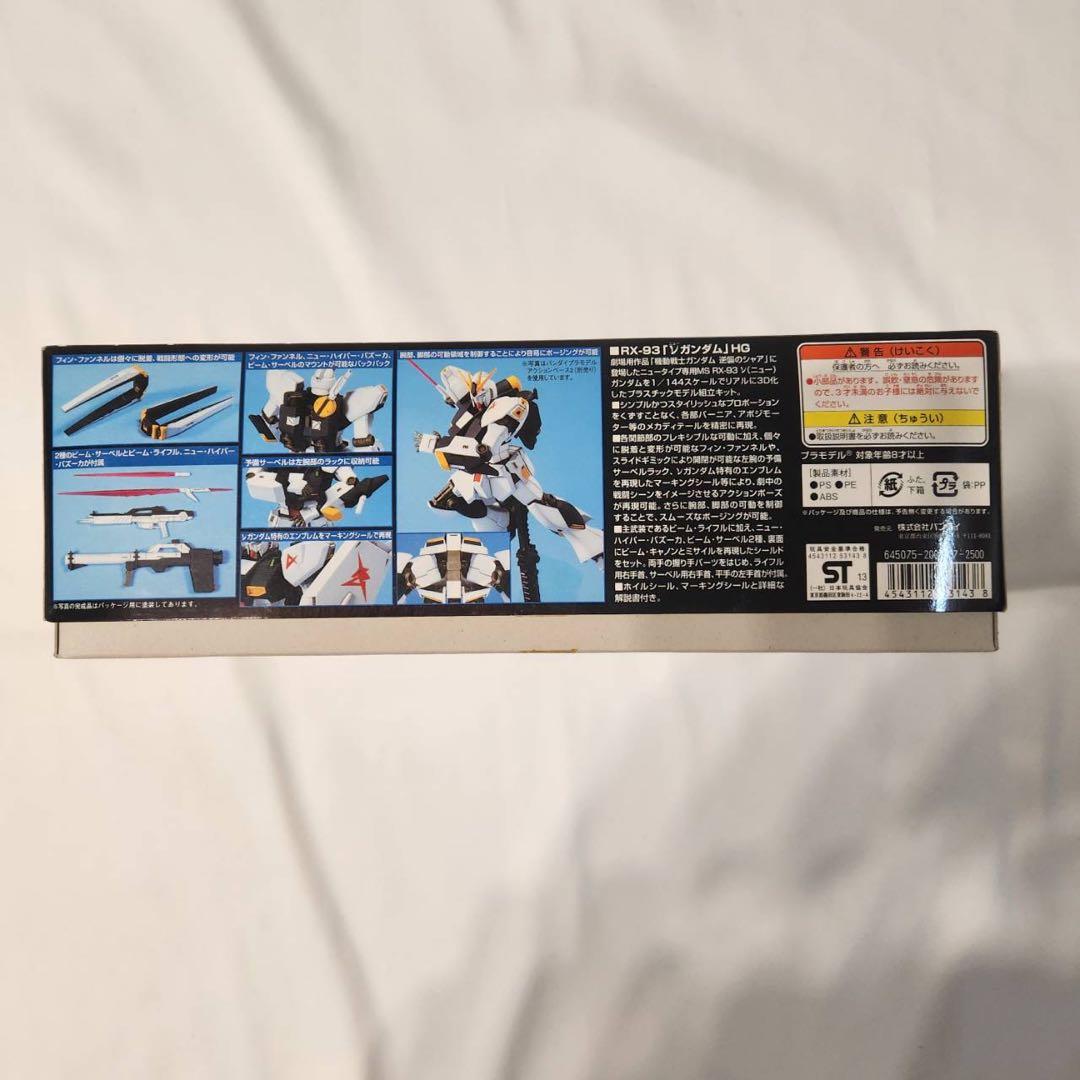 フィン・ファンネルは個々に脱着、戦闘形態への変形が可能
2種のビーム・サーベルとビーム・ライフル、ニュー・ハイパー
・バズーカが付属
※写真の完成品はパッケージ用に塗装してあります。
フィン・ファンネル、ニュー・ハイパー・バズーカ、
ビーム・サーベルのマウントが可能なバックパック
予備サーベルは左腕部のラックに収納可能
νガンダム特有のエンブレムをマーキングシールで再現
腕部、脚部の可動領域を制御することにより容易にポージングが可能
※写真はバンダイプラモデル
アクションベース2(別売り)
を使用しています。
■RX-93「νガンダム」HG
劇場用作品「機動戦士ガンダム 逆襲のシャア」に
登場したニュータイプ専用MS RX-93 ν(ニュー)
ガンダムを1/144スケールでリアルに3D化
したプラスチックモデル組立キット。
■シンプルかつスタイリッシュなプロポーション
をくずすことなく、各部バーニア、アポジモー
ター等のメカディテールを精密に再現。
■各関節部のフレキシブルな可動に加え、個々
に脱着と変形が可能なフィン・ファンネルや、
スライドギミックにより開閉が可能な左腕の予備
サーベルラック、νガンダム特有のエンブレム
を再現したマーキングシール等により、劇中の
戦闘シーンをイメージさせるアクションポーズ
が可能。さらに腕部、脚部の可動を制御
することで、スムーズなポージングが可能。
■主武装であるビーム・ライフルに加え、ニュー・
ハイパー・バズーカ、ビーム・サーベル2種、裏面
にビーム・キャノンとミサイルを再現したシールド
をセット。両手の握り手パーツをはじめ、ライフル
用右手首、サーベル用右手首、平手の左手首が付属。
■ホイルシール、マーキングシールと詳細な
解説書付き。
⚠ 警告(けいこく)
保護者の方へ 必ずお読みください。
●小部品があります。誤飲・窒息の危険があります
ので、3才未満のお子様には絶対に与えないで
ください。
⚠ 注意(ちゅうい)
●取扱説明書を必ずお読みください。
プラモデル® 対象年齢8才以上
[製品素材]
●PS ●PE
●ABS
紙
ふた、
下箱
プラ
袋:PP
※パッケージ及び商品の仕様に、予告無く変更する場合が
発売元 株式会社バンダイ
玩具安全基準合格
4543112 53143 8
ST
13
(一社)日本玩具協会
645075-20
7-2500
4543112
3143 8